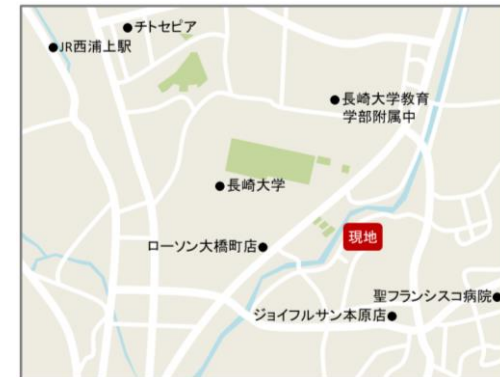 チトセピア
JR西浦上駅
長崎大学教育
学部附属中
長崎大学
現地
ローソン大橋町店
聖フランシスコ病院
ジョイフルサン本原店